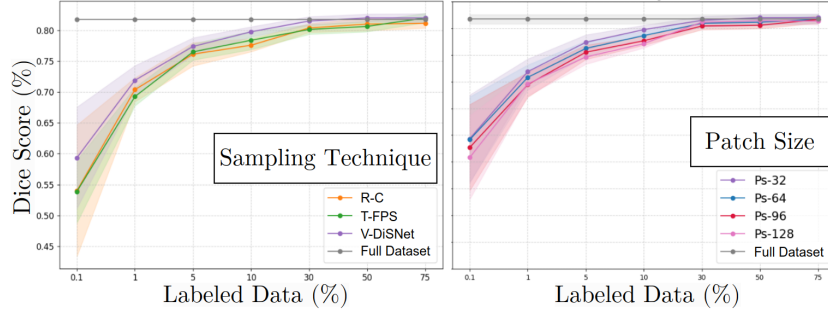 Dice Score (%)
0.80
0.75
0.70
0.65
0.60
0.55
0.50
0.45
Sampling Technique
R-C
T-FPS
V-DiSNet
Full Dataset
0.1 1 5 10 30 50 75
Labeled Data (%)
Patch Size
Ps-32
Ps-64
Ps-96
Ps-128
Full Dataset
0.1 1 5 10 30 50 75
Labeled Data (%)